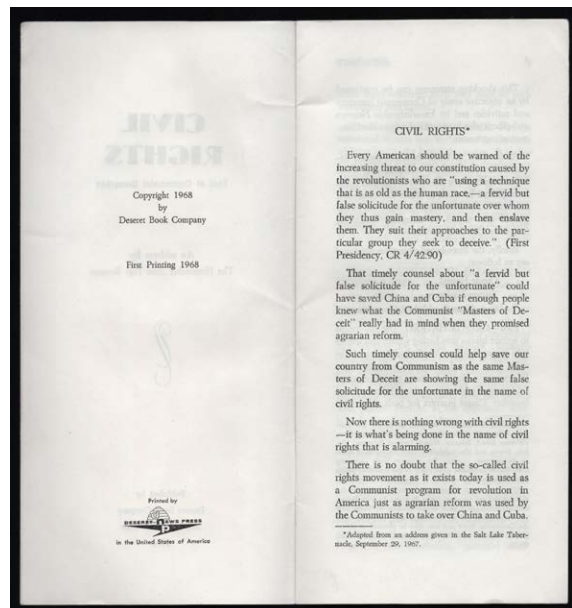 Copyright 1968
by
Deseret Book Company
First Printing 1968
Printed by
DESERET NEWS PRESS
in the United States of America
CIVIL RIGHTS*
Every American should be warned of the
increasing threat to our constitution caused by
the revolutionists who are "using a technique
that is as old as the human race,—a fervid but
false solicitude for the unfortunate over whom
they thus gain mastery, and then enslave
them. They suit their approaches to the par-
ticular group they seek to deceive." (First
Presidency, CR 4/42:90)
That timely counsel about "a fervid but
false solicitude for the unfortunate" could
have saved China and Cuba if enough people
knew what the Communist "Masters of De-
ceit" really had in mind when they promised
agrarian reform.
Such timely counsel could help save our
country from Communism as the same Mas-
ters of Deceit are showing the same false
solicitude for the unfortunate in the name of
civil rights.
Now there is nothing wrong with civil rights
—it is what's being done in the name of civil
rights that is alarming.
There is no doubt that the so-called civil
rights movement as it exists today is used as
a Communist program for revolution in
America just as agrarian reform was used by
the Communists to take over China and Cuba.
*Adapted from an address given in the Salt Lake Taber-
nacle, September 29, 1967.